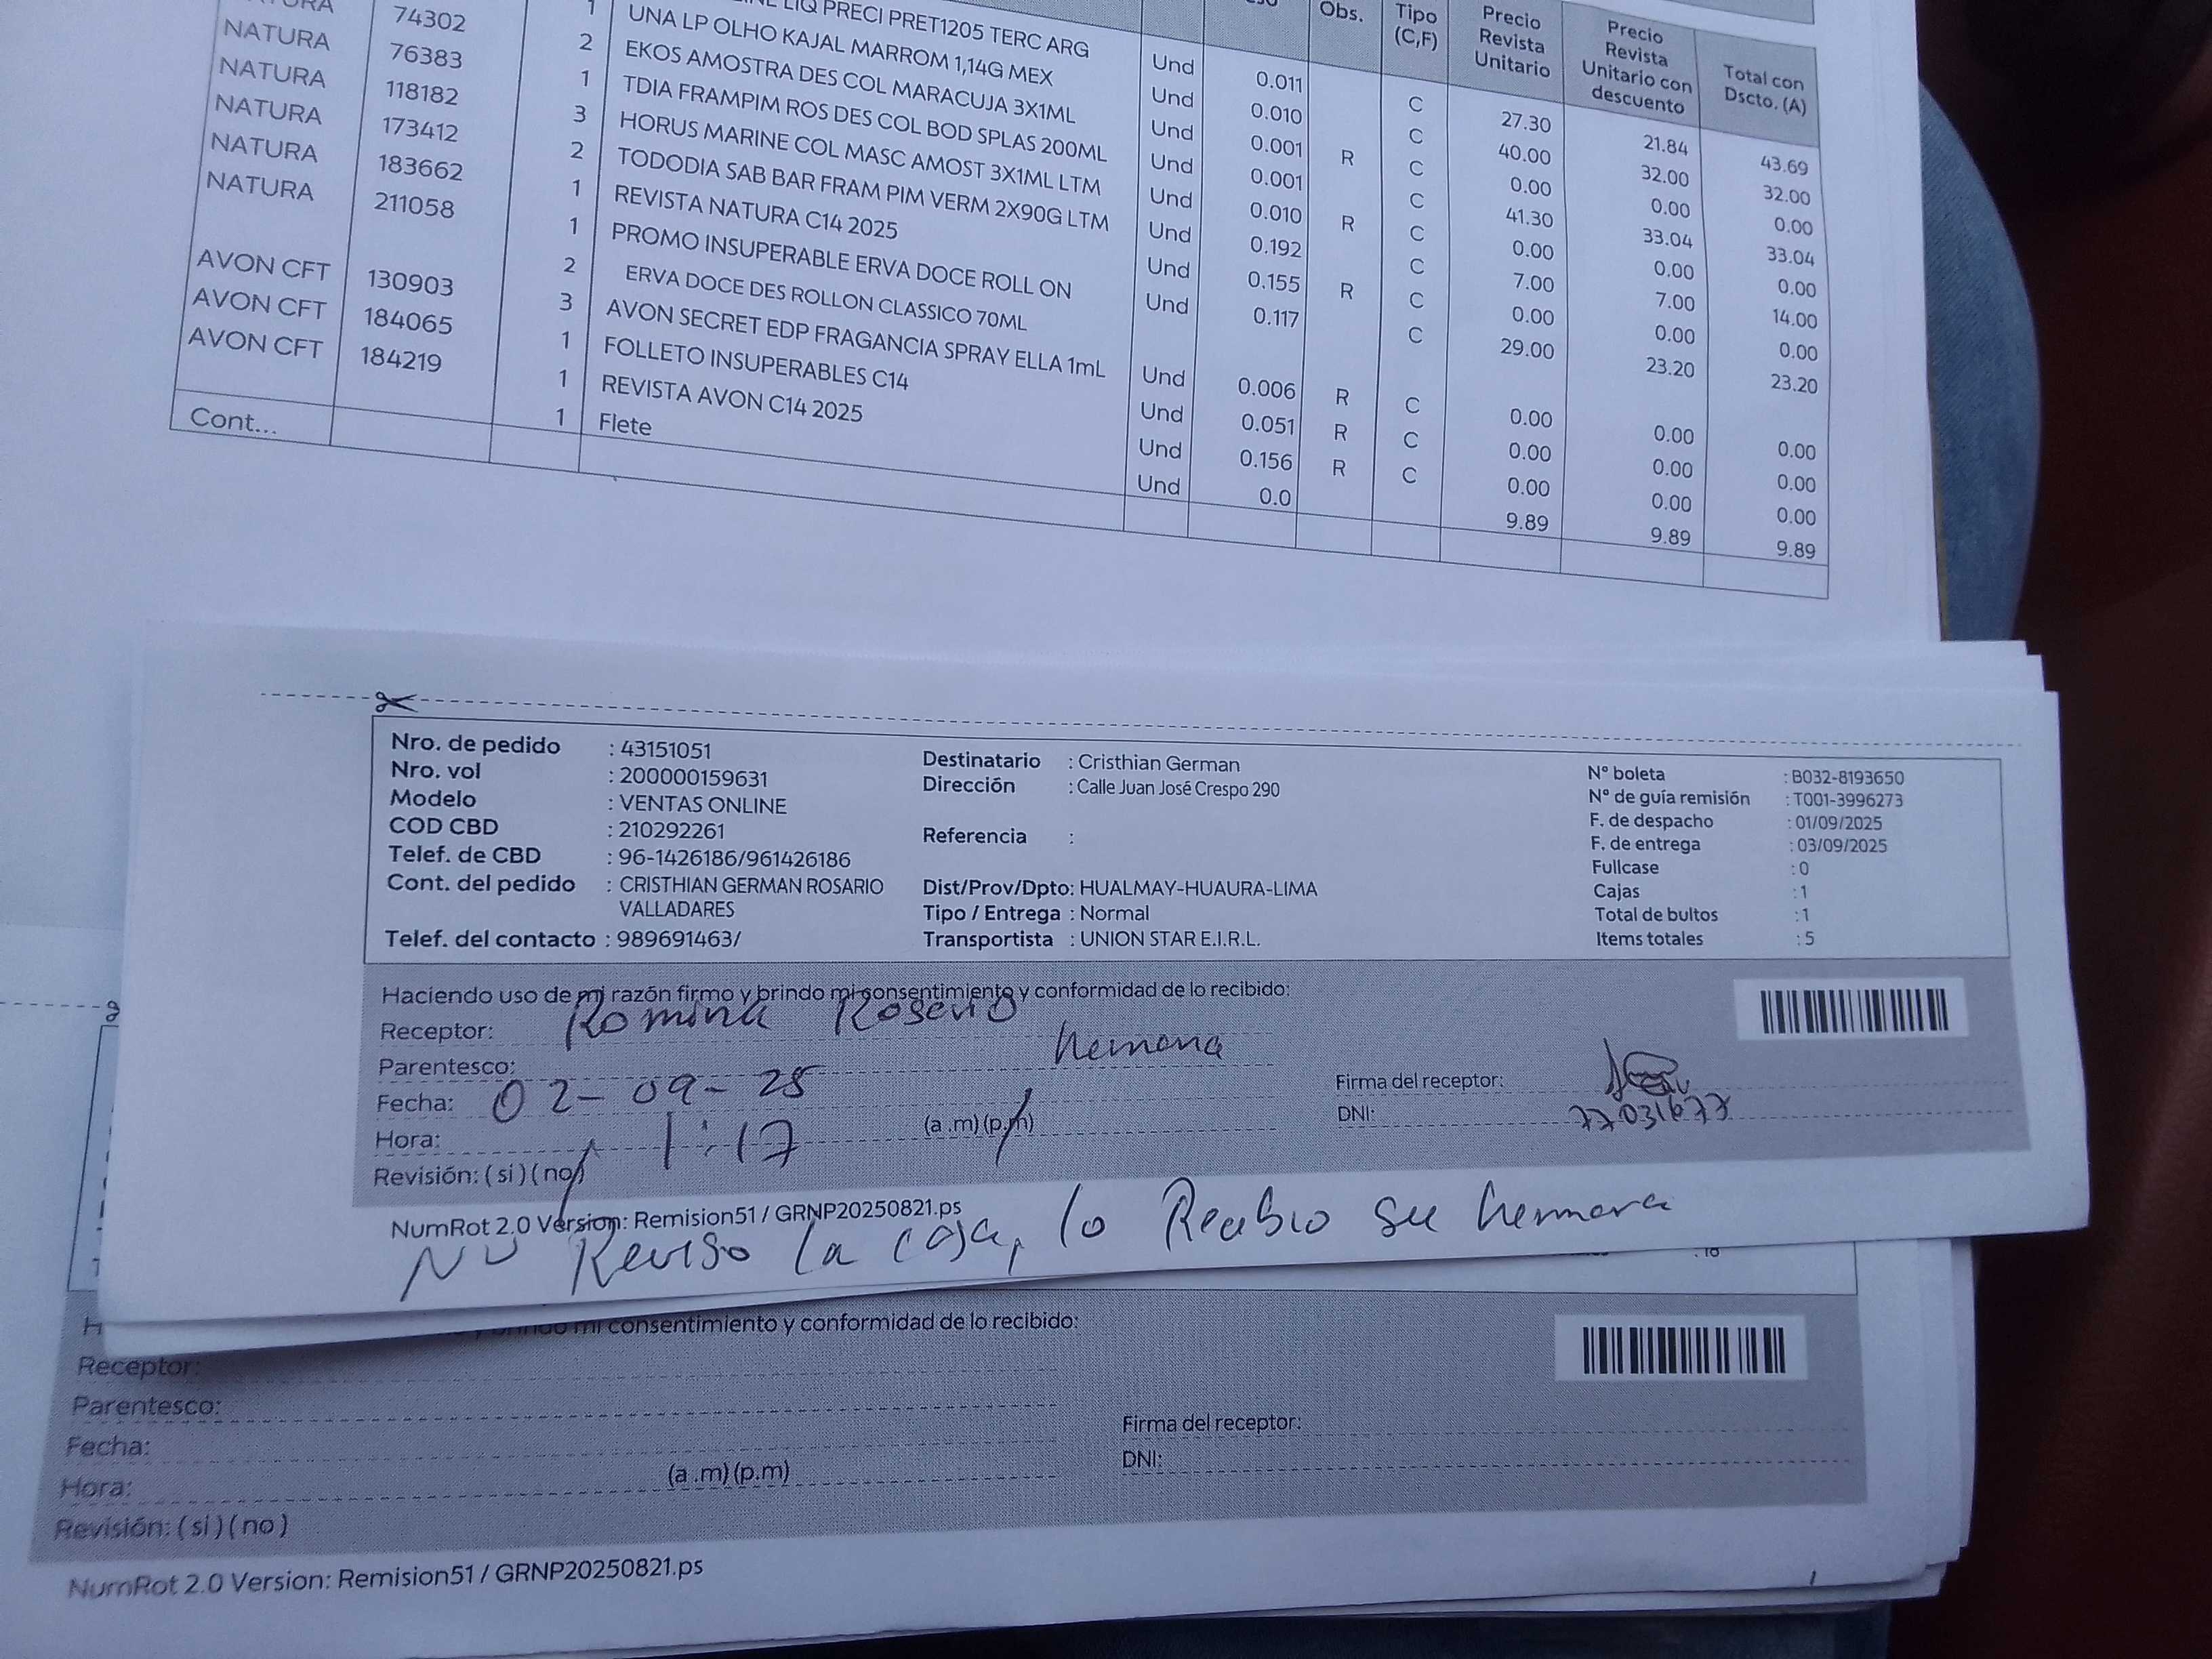 Obs. Tipo (C,F) Precio Revista Unitario Precio Revista Unitario con descuento Total con Dscto. (A)
74302 1 PRECI PRET1205 TERC ARG Und 0.011 C 27.30 21.84 43.69
NATURA 76383 2 UNA LP OLHO KAJAL MARROM 1,14G MEX Und 0.010 C 40.00 32.00 32.00
NATURA 118182 1 EKOS AMOSTRA DES COL MARACUJA 3X1ML Und 0.001 R C 0.00 0.00 0.00
NATURA 173412 3 TDIA FRAMPIM ROS DES COL BOD SPLAS 200ML Und 0.001 C 41.30 33.04 33.04
NATURA 183662 2 HORUS MARINE COL MASC AMOST 3X1ML LTM Und 0.010 R C 0.00 0.00 0.00
NATURA 211058 1 TODODIA SAB BAR FRAM PIM VERM 2X90G LTM Und 0.192 C 7.00 7.00 14.00
1 REVISTA NATURA C14 2025 Und 0.155 R C 0.00 0.00 0.00
2 PROMO INSUPERABLE ERVA DOCE ROLL ON Und 0.117 C 29.00 23.20 23.20
ERVA DOCE DES ROLLON CLASSICO 70ML
AVON CFT 130903 3 AVON SECRET EDP FRAGANCIA SPRAY ELLA 1mL Und 0.006 R C 0.00 0.00 0.00
AVON CFT 184065 1 FOLLETO INSUPERABLES C14 Und 0.051 R C 0.00 0.00 0.00
AVON CFT 184219 1 REVISTA AVON C14 2025 Und 0.156 R C 0.00 0.00 0.00
1 Flete Und 0.0 9.89 9.89 9.89
Cont...
Nro. de pedido : 43151051 Destinatario : Cristhian German N° boleta : B032-8193650
Nro. vol : 200000159631 Dirección : Calle Juan José Crespo 290 N° de guía remisión : T001-3996273
Modelo : VENTAS ONLINE F. de despacho : 01/09/2025
COD CBD : 210292261 Referencia : F. de entrega : 03/09/2025
Telef. de CBD : 96-1426186/961426186 Fullcase : 0
Cont. del pedido : CRISTHIAN GERMAN ROSARIO Dist/Prov/Dpto: HUALMAY-HUAURA-LIMA Cajas : 1
VALLADARES Tipo / Entrega : Normal Total de bultos : 1
Telef. del contacto : 989691463/ Transportista : UNION STAR E.I.R.L. Items totales : 5
Haciendo uso de mi razón firmo y brindo mi consentimiento y conformidad de lo recibido:
Receptor: Romina Rosario
Parentesco: hermana
Fecha: 02-09-25 Firma del receptor:
Hora: 1:17 (a .m) (p.m) DNI: 77031677
Revisión: ( si ) ( no )
NumRot 2.0 Version: Remision51 / GRNP20250821.ps
No Reviso la caja, lo Recibio su hermana
consentimiento y conformidad de lo recibido:
Receptor:
Parentesco:
Fecha: Firma del receptor:
Hora: (a .m) (p.m) DNI:
Revisión: ( si ) ( no )
NumRot 2.0 Version: Remision51 / GRNP20250821.ps